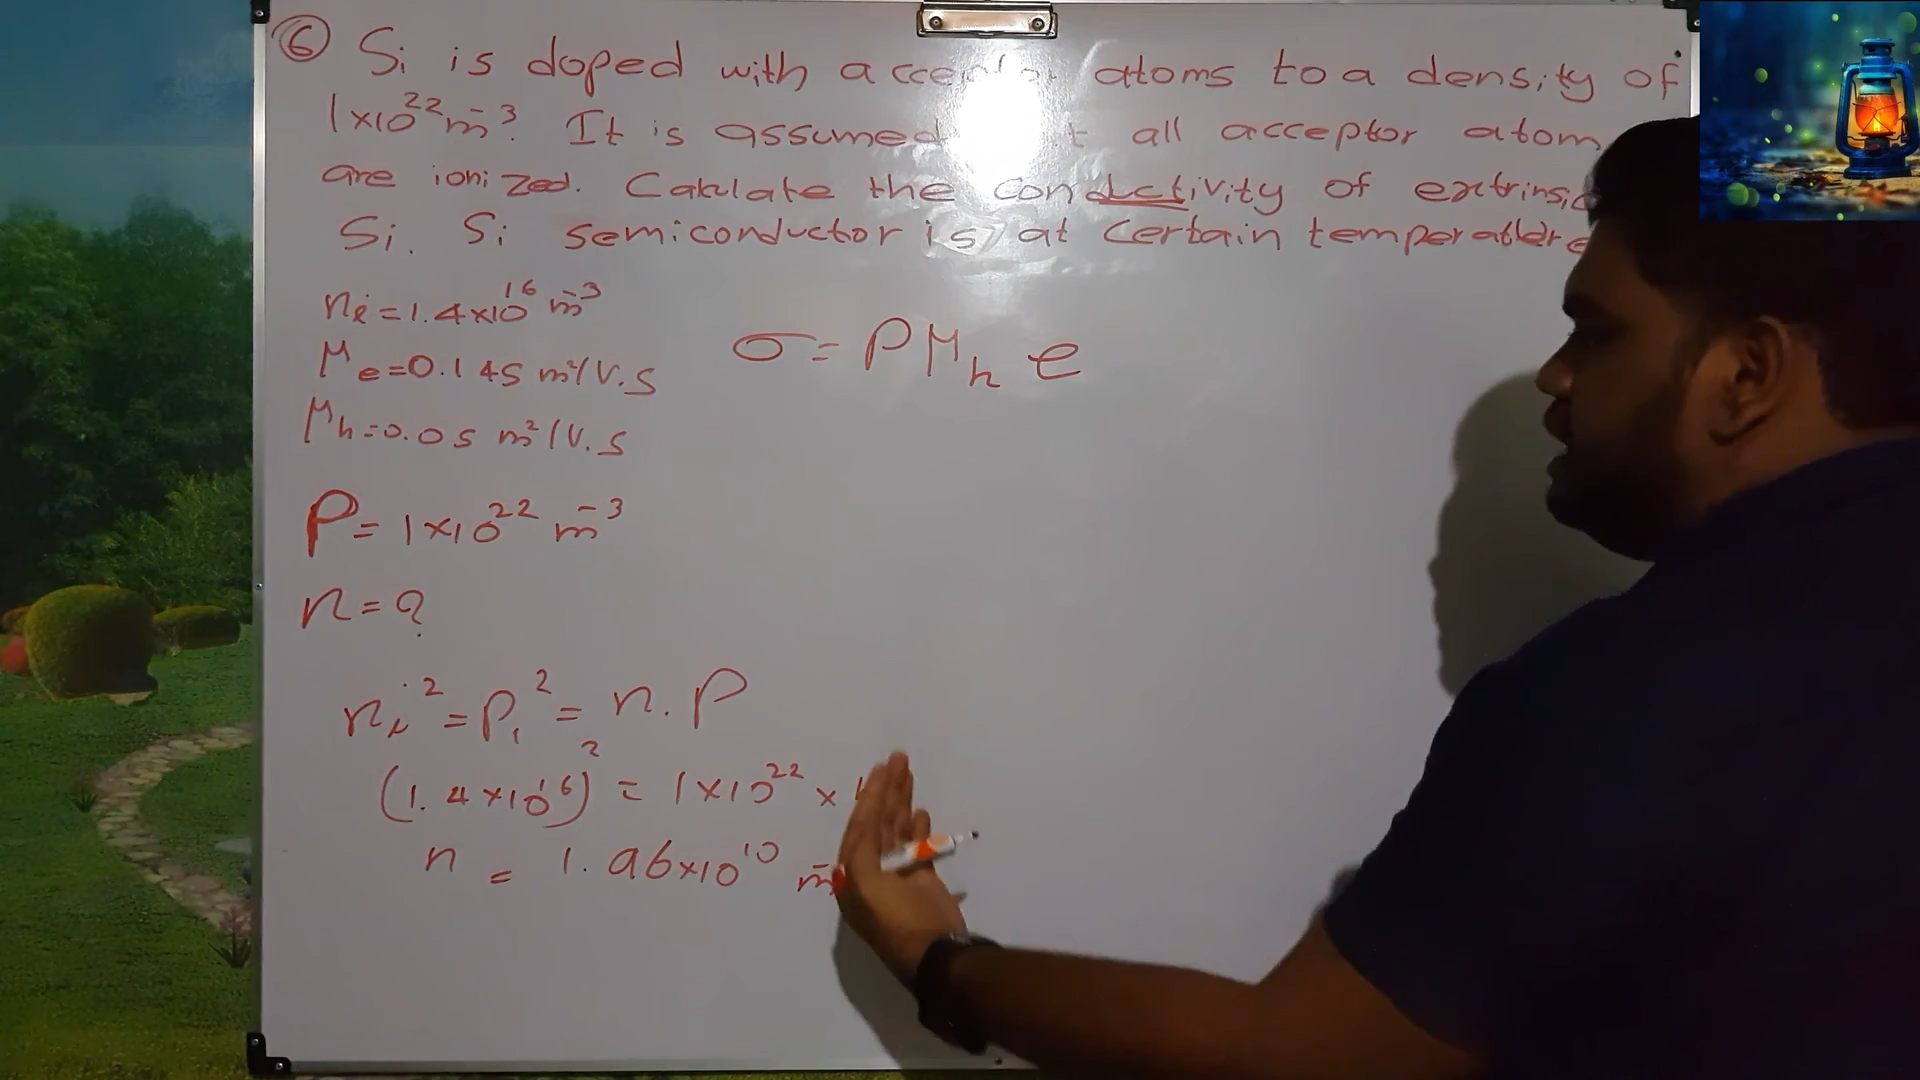 ⑥ Si is doped with atoms to a density of
1×10²² m⁻³. It is assumed all acceptor atom
are ionized. Calculate the conductivity of extrinsic
Si. Si semiconductor is at certain temperature
nᵢ=1.4×10¹⁶ m⁻³
μₑ=0.145 m²/V.S
μₕ=0.05 m²/V.S
σ= Pμₕ e
P= 1×10²² m⁻³
n=?
nᵢ²=Pᵢ²= n.P
(1.4×10¹⁶)² = 1×10²² ×
n = 1.96×10¹⁰ m⁻